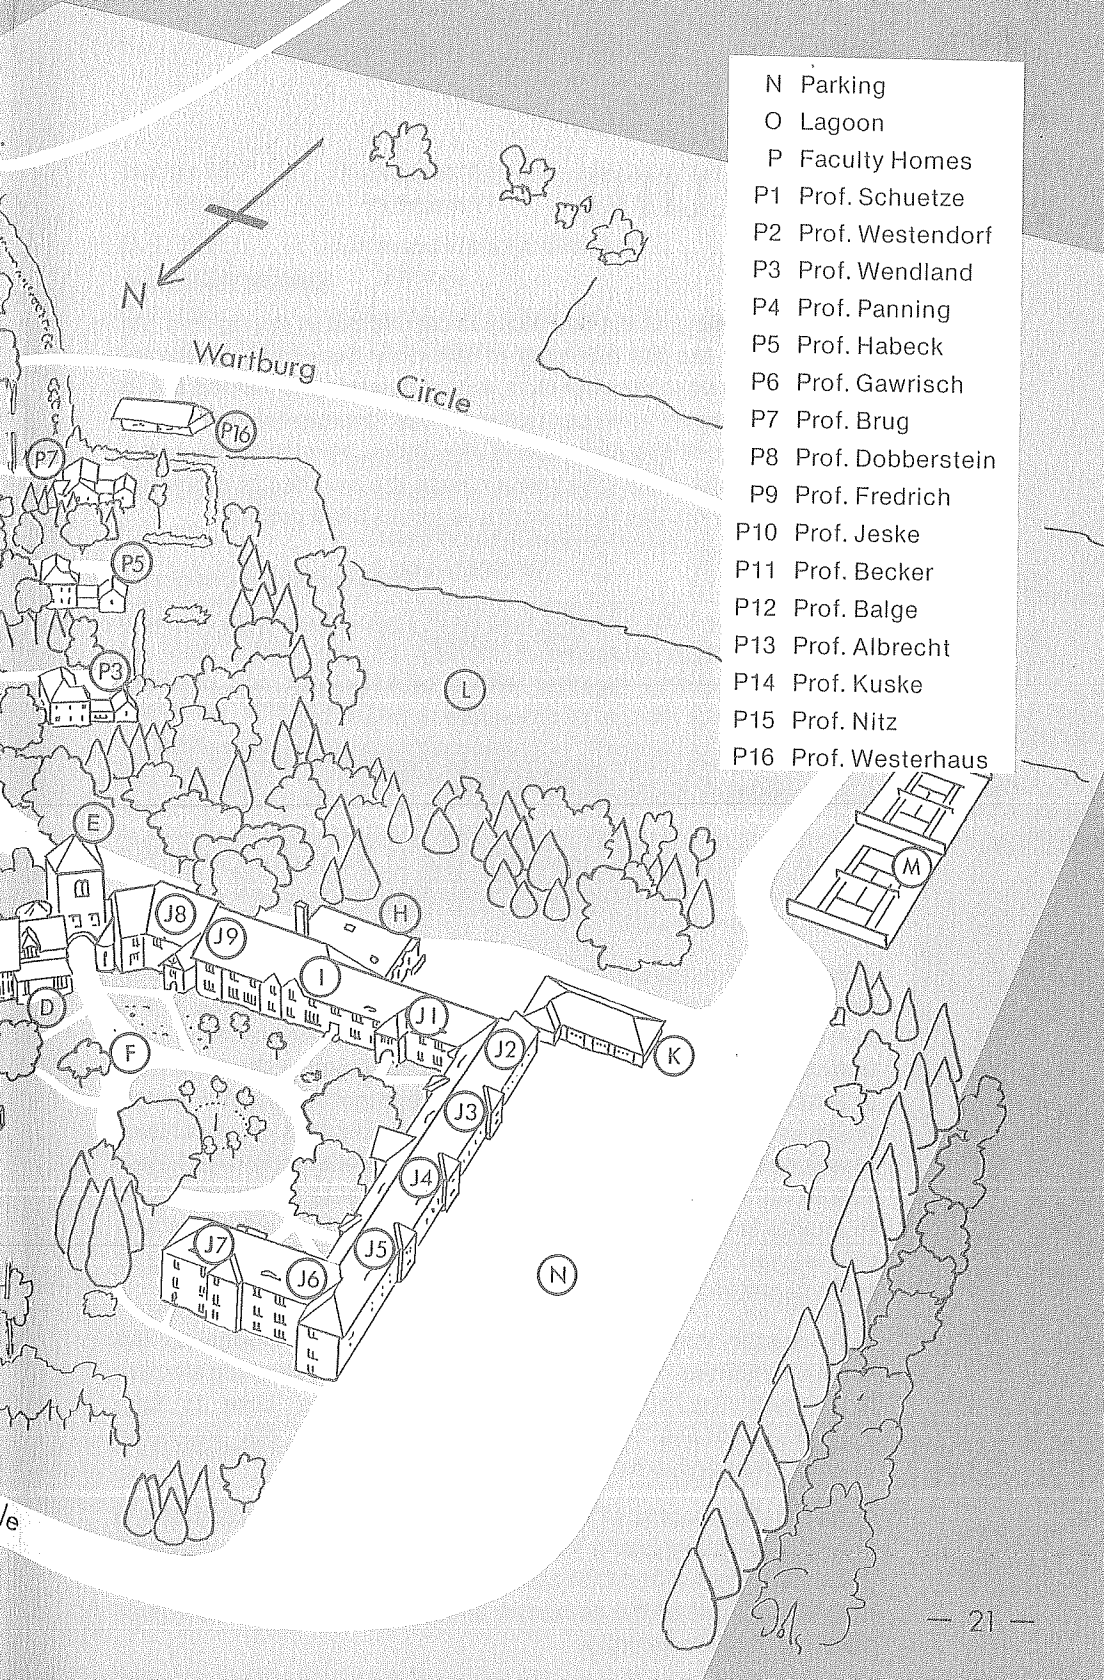 N Parking
O Lagoon
P Faculty Homes
P1 Prof. Schuetze
P2 Prof. Westendorf
P3 Prof. Wendland
P4 Prof. Panning
P5 Prof. Habeck
P6 Prof. Gawrisch
P7 Prof. Brug
P8 Prof. Dobberstein
P9 Prof. Fredrich
P10 Prof. Jeske
P11 Prof. Becker
P12 Prof. Balge
P13 Prof. Albrecht
P14 Prof. Kuske
P15 Prof. Nitz
P16 Prof. Westerhaus
N
Wartburg Circle
P16
P7
P5
P3
L
E
M
J8
H
J9
I
D
J1
F
J2
K
J3
J4
J7
J5
J6
N
le
— 21 —